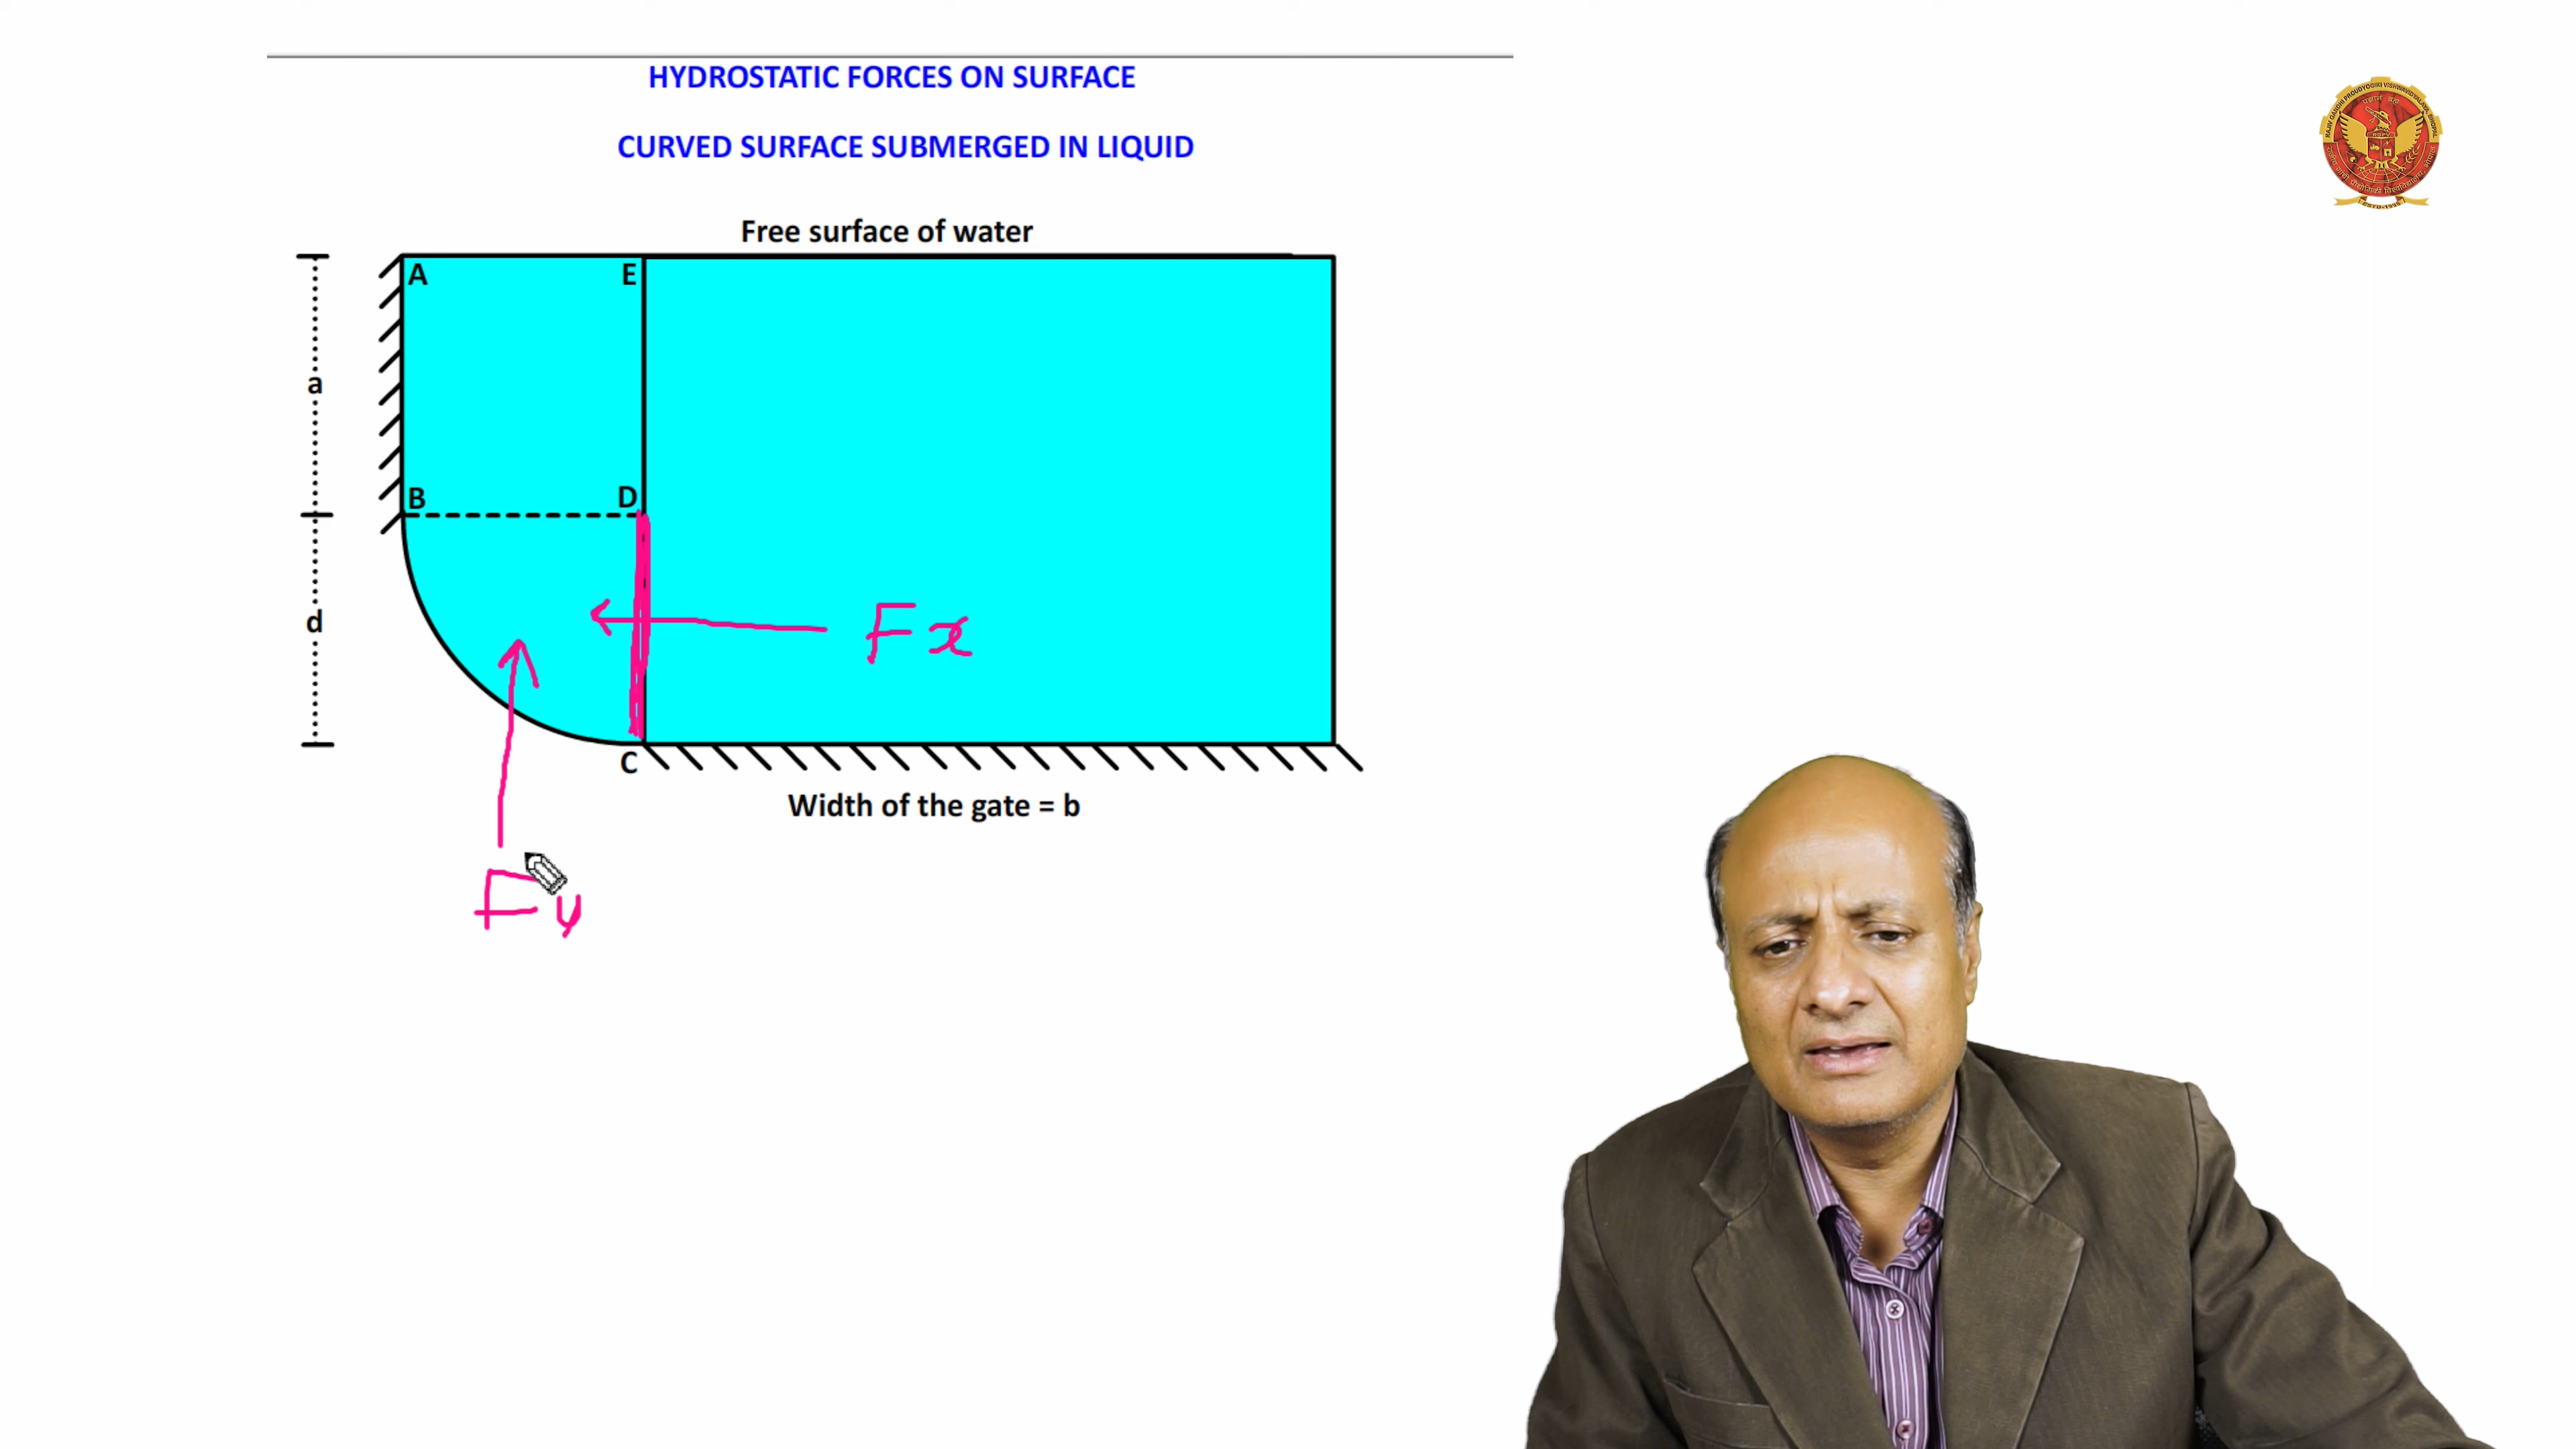 HYDROSTATIC FORCES ON SURFACE
CURVED SURFACE SUBMERGED IN LIQUID
Free surface of water
A
E
a
B
D
d
Fx
C
Width of the gate = b
Fy